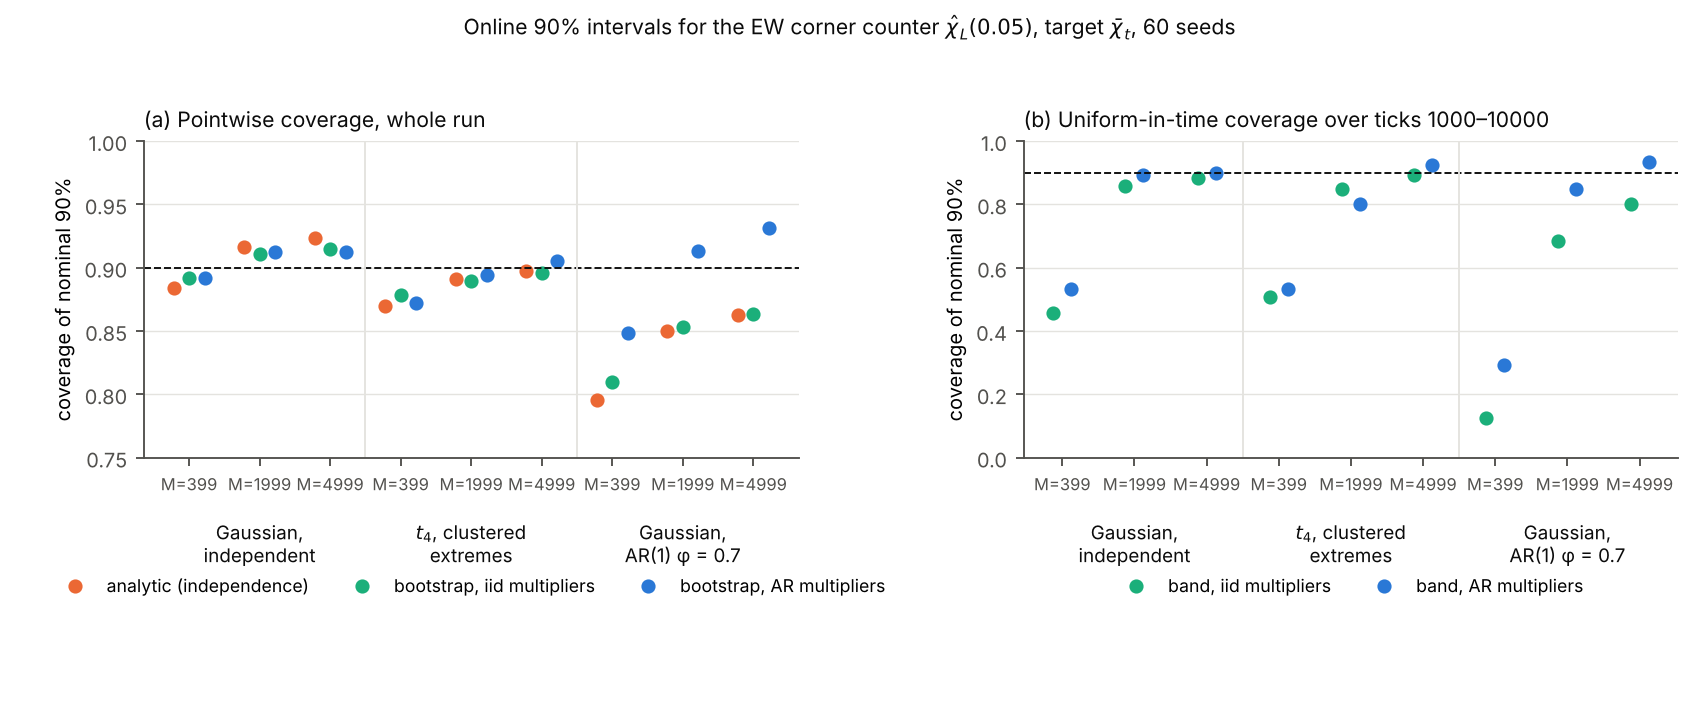 Online 90% intervals for the EW corner counter χ̂_L(0.05), target χ̄_t, 60 seeds
(a) Pointwise coverage, whole run
coverage of nominal 90%
1.00
0.95
0.90
0.85
0.80
0.75
M=399 M=1999 M=4999 M=399 M=1999 M=4999 M=399 M=1999 M=4999
Gaussian,
independent
t₄, clustered
extremes
Gaussian,
AR(1) φ = 0.7
analytic (independence) bootstrap, iid multipliers bootstrap, AR multipliers
(b) Uniform-in-time coverage over ticks 1000–10000
coverage of nominal 90%
1.0
0.8
0.6
0.4
0.2
0.0
M=399 M=1999 M=4999 M=399 M=1999 M=4999 M=399 M=1999 M=4999
Gaussian,
independent
t₄, clustered
extremes
Gaussian,
AR(1) φ = 0.7
band, iid multipliers band, AR multipliers